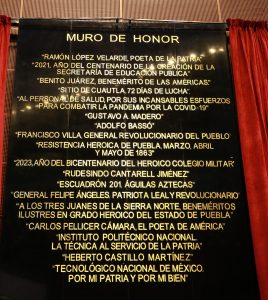 MURO DE HONOR
"RAMÓN LÓPEZ VELARDE, POETA DE LA PATRIA"
"2021, AÑO DEL CENTENARIO DE LA CREACIÓN DE LA
SECRETARÍA DE EDUCACIÓN PÚBLICA"
"BENITO JUÁREZ, BENEMÉRITO DE LAS AMÉRICAS"
"SITIO DE CUAUTLA, 72 DÍAS DE LUCHA"
"AL PERSONAL DE SALUD, POR SUS INCANSABLES ESFUERZOS
PARA COMBATIR LA PANDEMIA POR LA COVID-19"
"GUSTAVO A. MADERO"
"ADOLFO BASSÓ"
"FRANCISCO VILLA GENERAL REVOLUCIONARIO DEL PUEBLO"
"RESISTENCIA HEROICA DE PUEBLA, MARZO, ABRIL
Y MAYO DE 1863"
"2023, AÑO DEL BICENTENARIO DEL HEROICO COLEGIO MILITAR"
"RUDESINDO CANTARELL JIMÉNEZ"
"ESCUADRÓN 201, ÁGUILAS AZTECAS"
"GENERAL FELIPE ÁNGELES, PATRIOTA LEAL Y REVOLUCIONARIO"
"A LOS TRES JUANES DE LA SIERRA NORTE, BENEMÉRITOS
ILUSTRES EN GRADO HEROICO DEL ESTADO DE PUEBLA"
"CARLOS PELLICER CÁMARA, EL POETA DE AMÉRICA"
"INSTITUTO POLITÉCNICO NACIONAL,
LA TÉCNICA AL SERVICIO DE LA PATRIA"
"HEBERTO CASTILLO MARTÍNEZ"
"TECNOLÓGICO NACIONAL DE MÉXICO,
POR MI PATRIA Y POR MI BIEN"